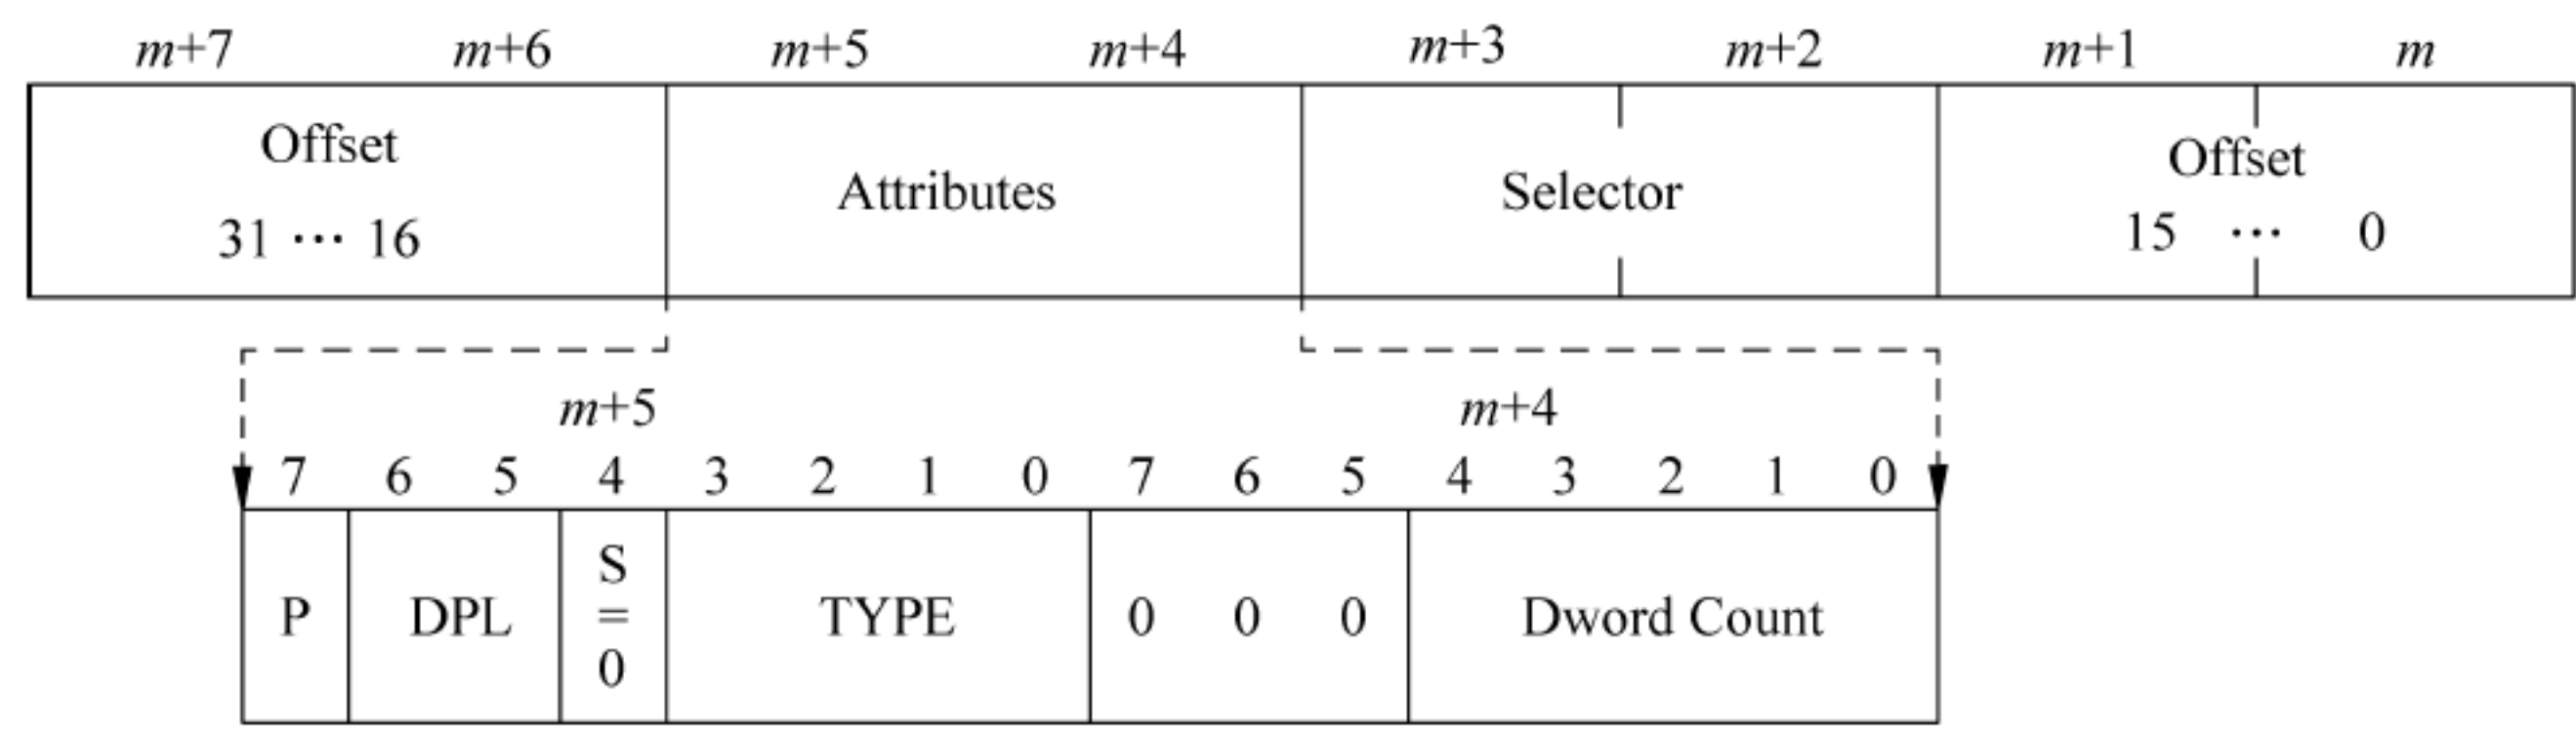 m+7 m+6 m+5 m+4 m+3 m+2 m+1 m
Offset
31 ··· 16
Attributes
Selector
Offset
15 ··· 0
m+5 m+4
7 6 5 4 3 2 1 0 7 6 5 4 3 2 1 0
P
DPL
S
=
0
TYPE
0 0 0
Dword Count